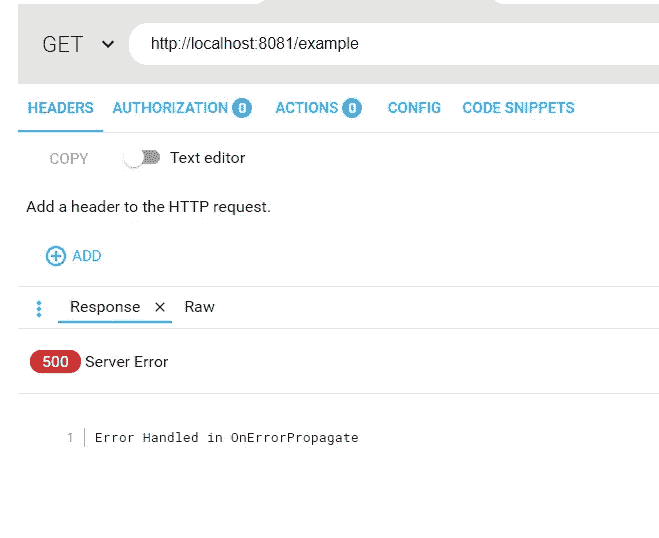 GET http://localhost:8081/example
HEADERS AUTHORIZATION 0 ACTIONS 0 CONFIG CODE SNIPPETS
COPY Text editor
Add a header to the HTTP request.
ADD
Response × Raw
500 Server Error
1 Error Handled in OnErrorPropagate